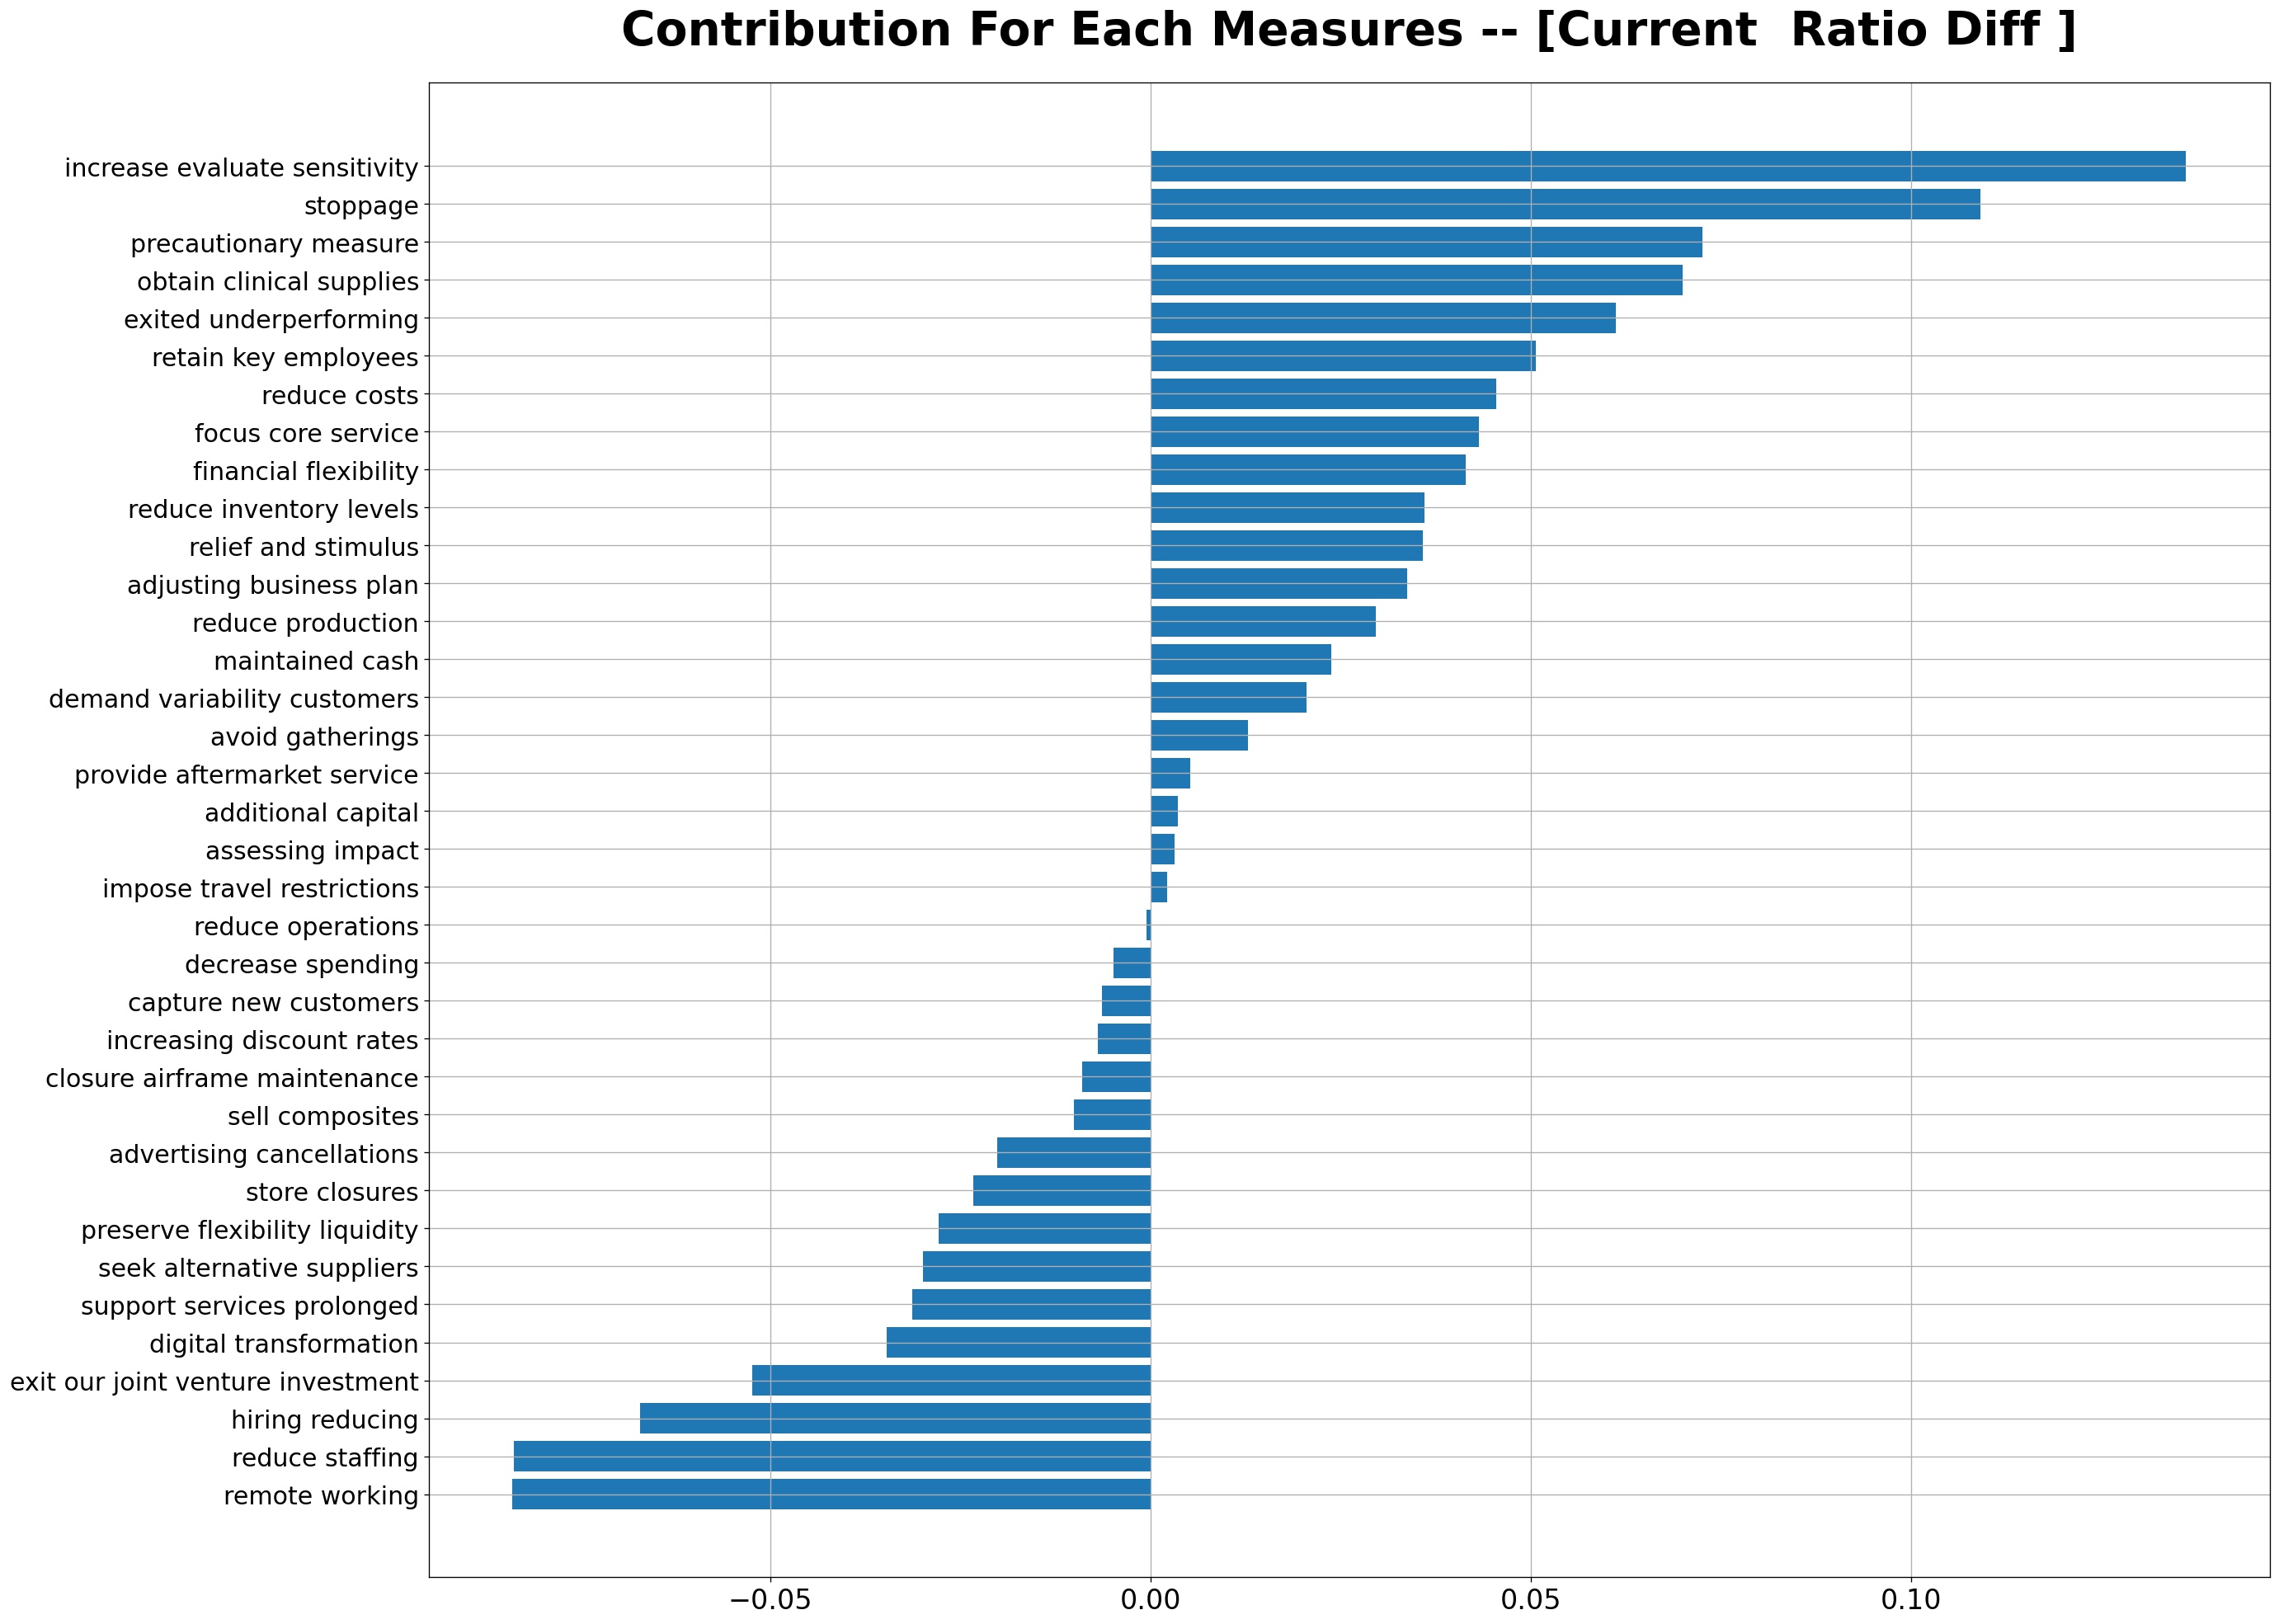 Contribution For Each Measures -- [Current  Ratio Diff ]
increase evaluate sensitivity
stoppage
precautionary measure
obtain clinical supplies
exited underperforming
retain key employees
reduce costs
focus core service
financial flexibility
reduce inventory levels
relief and stimulus
adjusting business plan
reduce production
maintained cash
demand variability customers
avoid gatherings
provide aftermarket service
additional capital
assessing impact
impose travel restrictions
reduce operations
decrease spending
capture new customers
increasing discount rates
closure airframe maintenance
sell composites
advertising cancellations
store closures
preserve flexibility liquidity
seek alternative suppliers
support services prolonged
digital transformation
exit our joint venture investment
hiring reducing
reduce staffing
remote working
−0.05 0.00 0.05 0.10